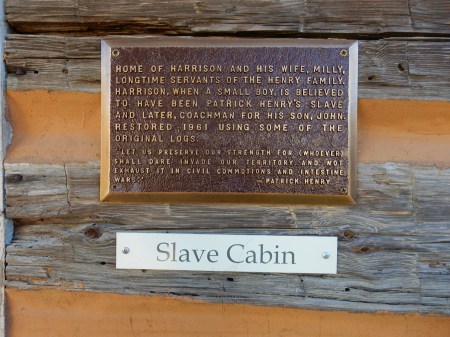 HOME OF HARRISON AND HIS WIFE, MILLY,
LONGTIME SERVANTS OF THE HENRY FAMILY.
HARRISON, WHEN A SMALL BOY, IS BELIEVED
TO HAVE BEEN PATRICK HENRY'S SLAVE
AND LATER, COACHMAN FOR HIS SON, JOHN.
RESTORED 1961 USING SOME OF THE
ORIGINAL LOGS.
"LET US PRESERVE OUR STRENGTH FOR (WHOEVER)
SHALL DARE INVADE OUR TERRITORY AND NOT
EXHAUST IT IN CIVIL COMMOTIONS AND INTESTINE
WARS." —PATRICK HENRY
Slave Cabin